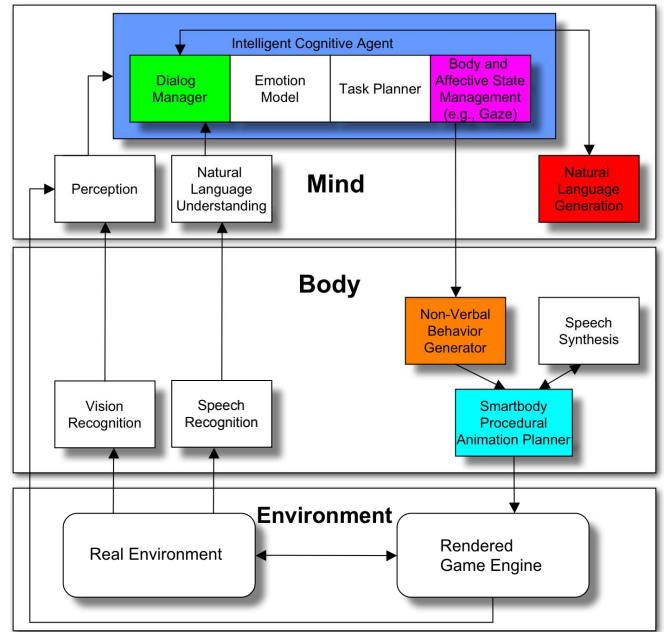 Intelligent Cognitive Agent
Dialog
Manager
Emotion
Model
Task Planner
Body and
Affective State
Management
(e.g., Gaze)
Perception
Natural
Language
Understanding
Mind
Natural
Language
Generation
Body
Non-Verbal
Behavior
Generator
Speech
Synthesis
Vision
Recognition
Speech
Recognition
Smartbody
Procedural
Animation Planner
Environment
Real Environment
Rendered
Game Engine